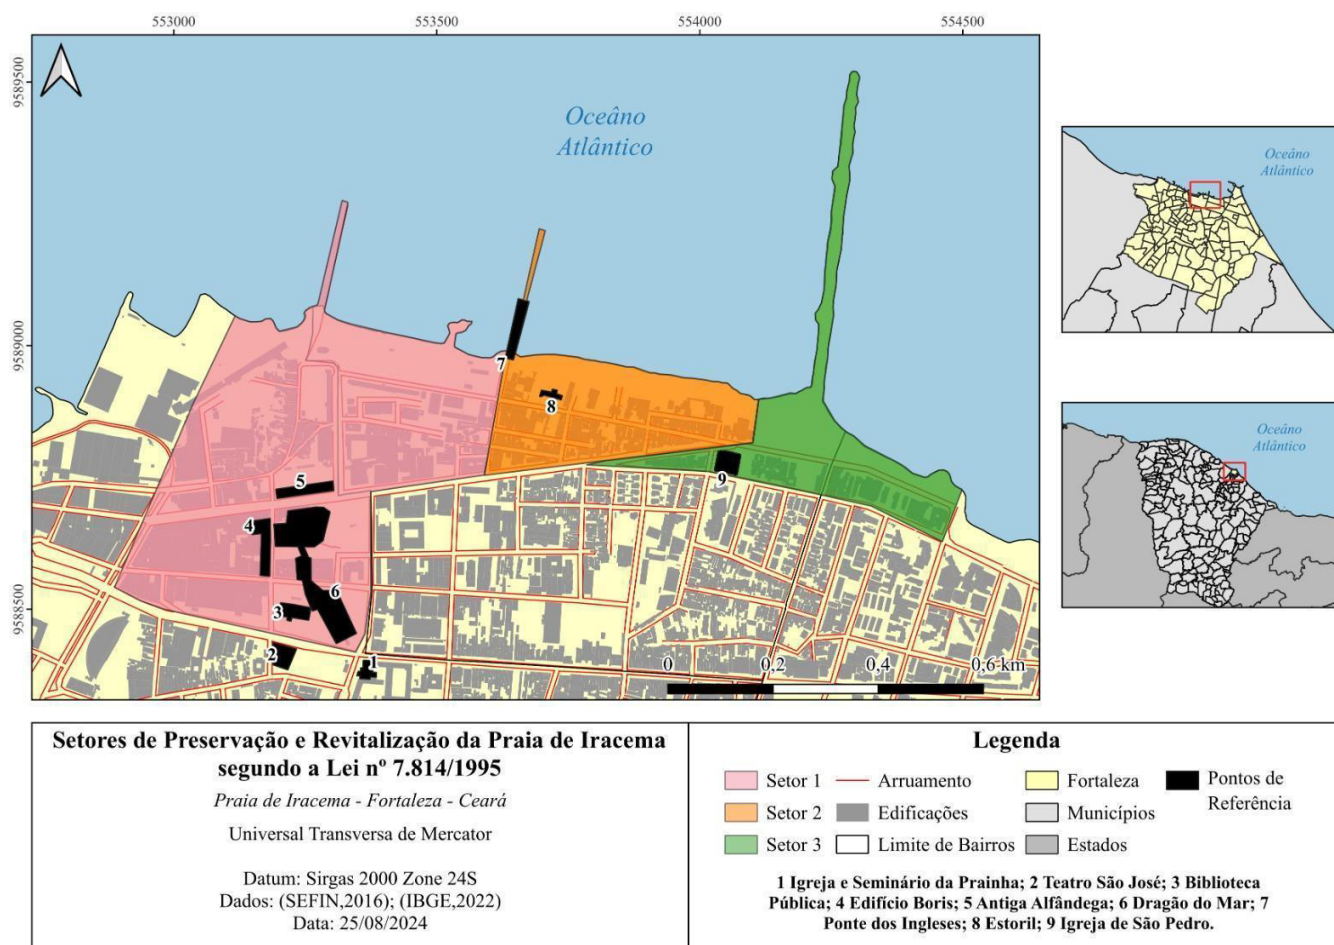 553000
553500
554000
554500
9589500
9589000
9588500
Oceâno
Atlântico
7
8
9
5
4
6
3
2
1
0
0,2
0,4
0,6 km
Oceâno
Atlântico
Oceâno
Atlântico
Setores de Preservação e Revitalização da Praia de Iracema
segundo a Lei nº 7.814/1995
Praia de Iracema - Fortaleza - Ceará
Universal Transversa de Mercator
Datum: Sirgas 2000 Zone 24S
Dados: (SEFIN,2016); (IBGE,2022)
Data: 25/08/2024
Legenda
Setor 1
Setor 2
Setor 3
Arruamento
Edificações
Limite de Bairros
Fortaleza
Municípios
Estados
Pontos de
Referência
1 Igreja e Seminário da Prainha; 2 Teatro São José; 3 Biblioteca
Pública; 4 Edifício Boris; 5 Antiga Alfândega; 6 Dragão do Mar; 7
Ponte dos Ingleses; 8 Estoril; 9 Igreja de São Pedro.